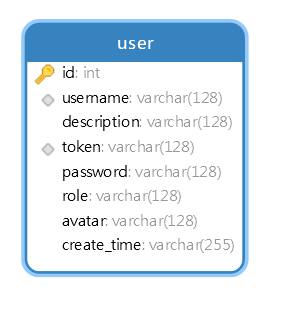 user
id: int
username: varchar(128)
description: varchar(128)
token: varchar(128)
password: varchar(128)
role: varchar(128)
avatar: varchar(128)
create_time: varchar(255)